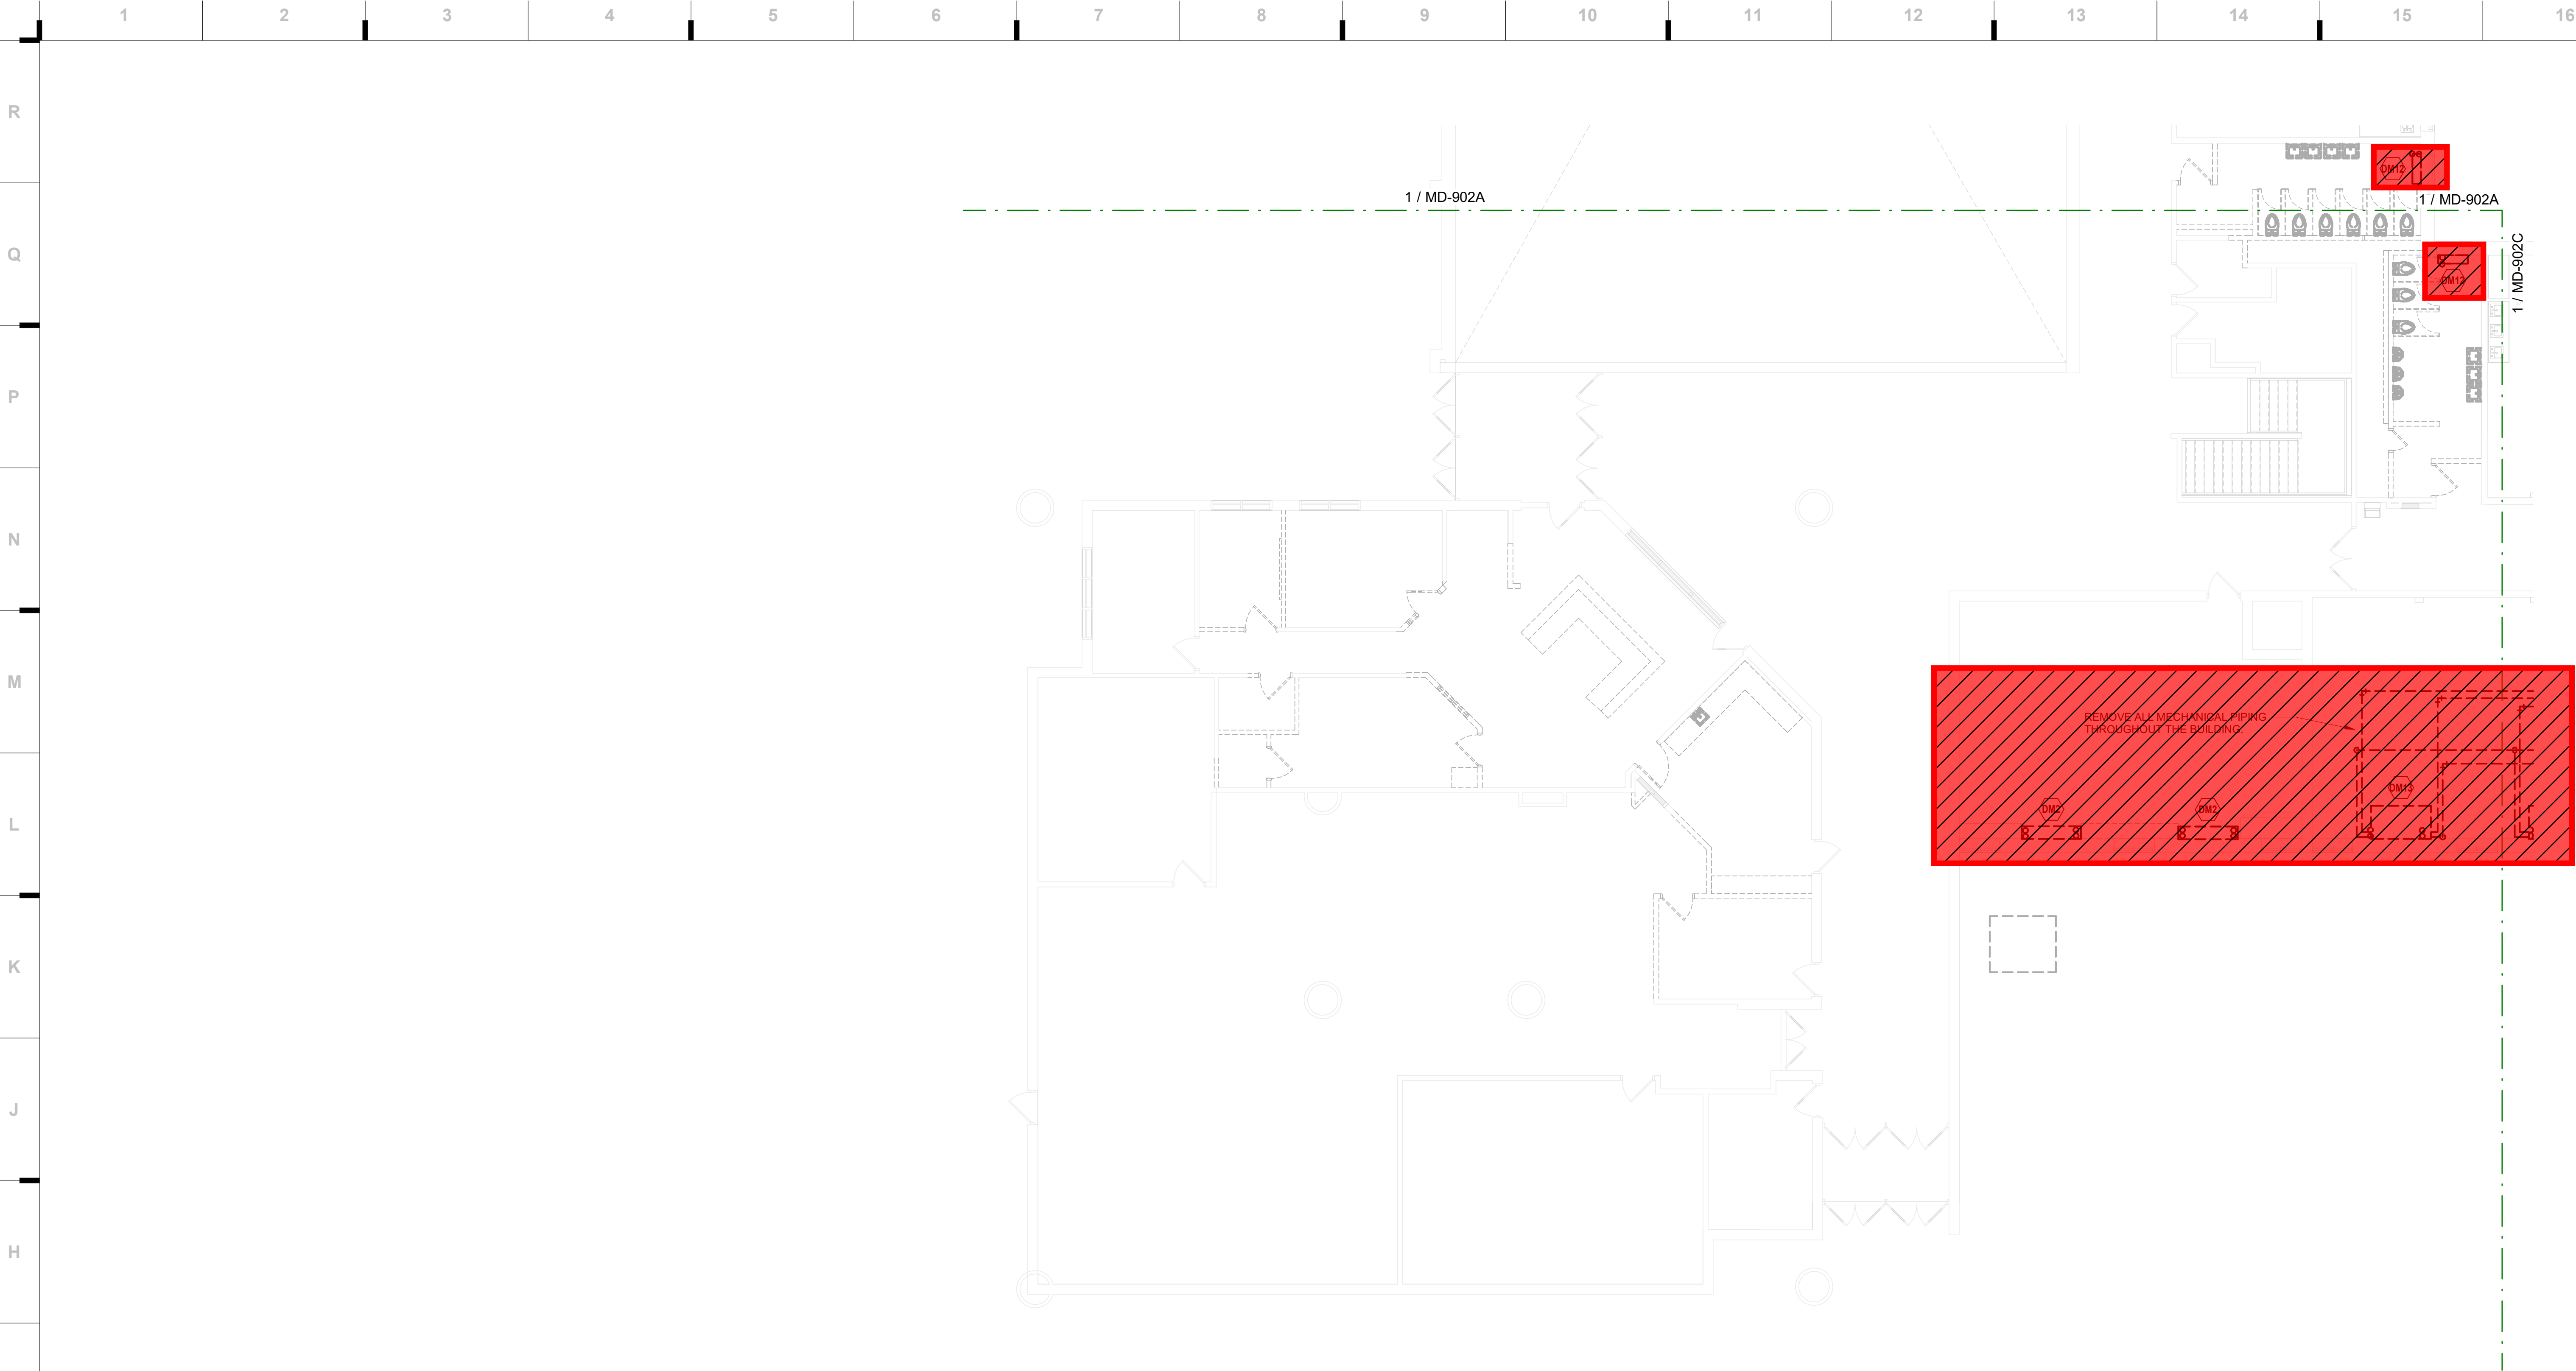 1 2 3 4 5 6 7 8 9 10 11 12 13 14 15 16
R
DM12
1 / MD-902A
1 / MD-902A
Q
1 / MD-902C
DM12
P
N
M
REMOVE ALL MECHANICAL PIPING
THROUGHOUT THE BUILDING.
DM13
L
DM2
DM2
K
J
H